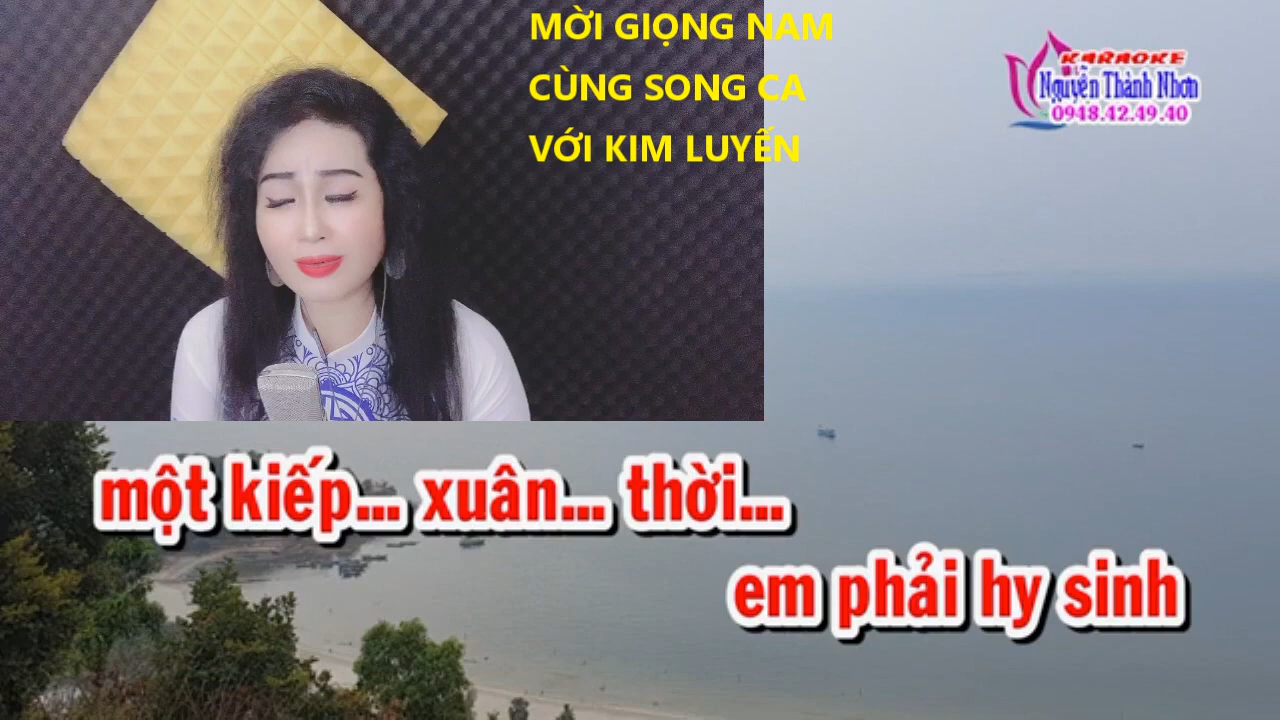 MỜI GIỌNG NAM
CÙNG SONG CA
VỚI KIM LUYẾN
KARAOKE
Nguyễn Thành Nhơn
0948.42.49.40
một kiếp... xuân... thời...
em phải hy sinh